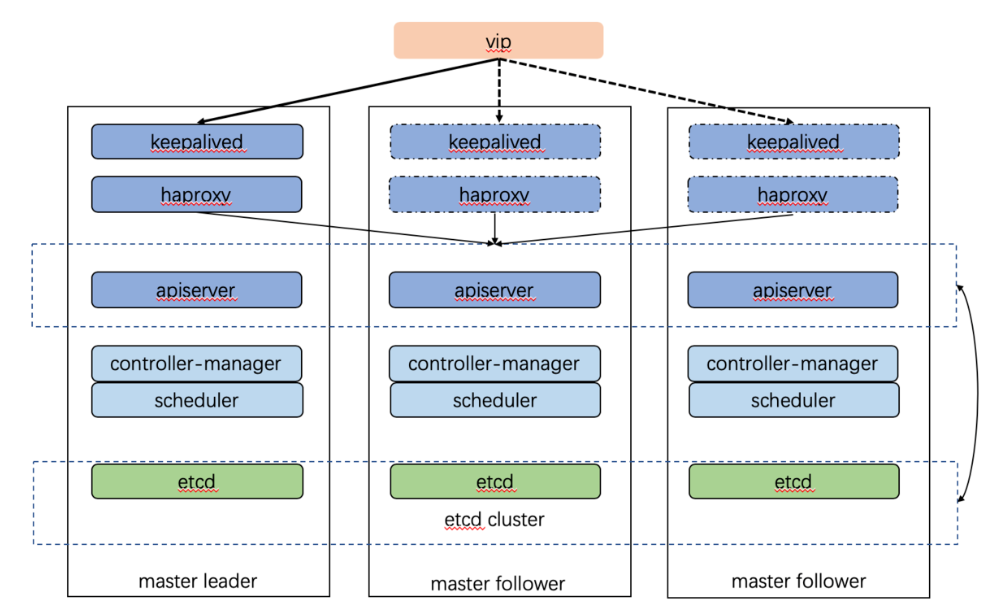 vip
keepalived
keepalived
keepalived
haproxy
haproxy
haproxy
apiserver
apiserver
apiserver
controller-manager
controller-manager
controller-manager
scheduler
scheduler
scheduler
etcd
etcd
etcd
etcd cluster
master leader
master follower
master follower